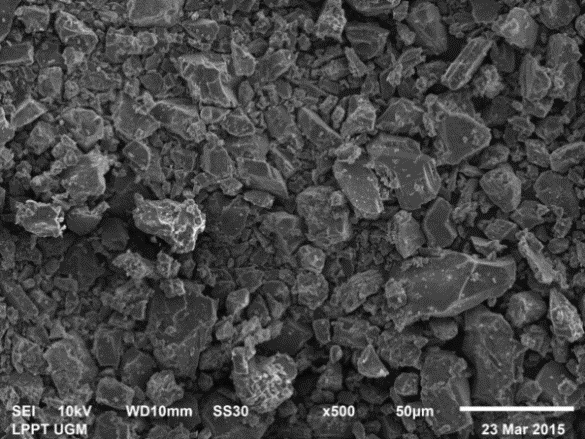 SEI 10kV WD10mm SS30 x500 50µm
LPPT UGM 23 Mar 2015